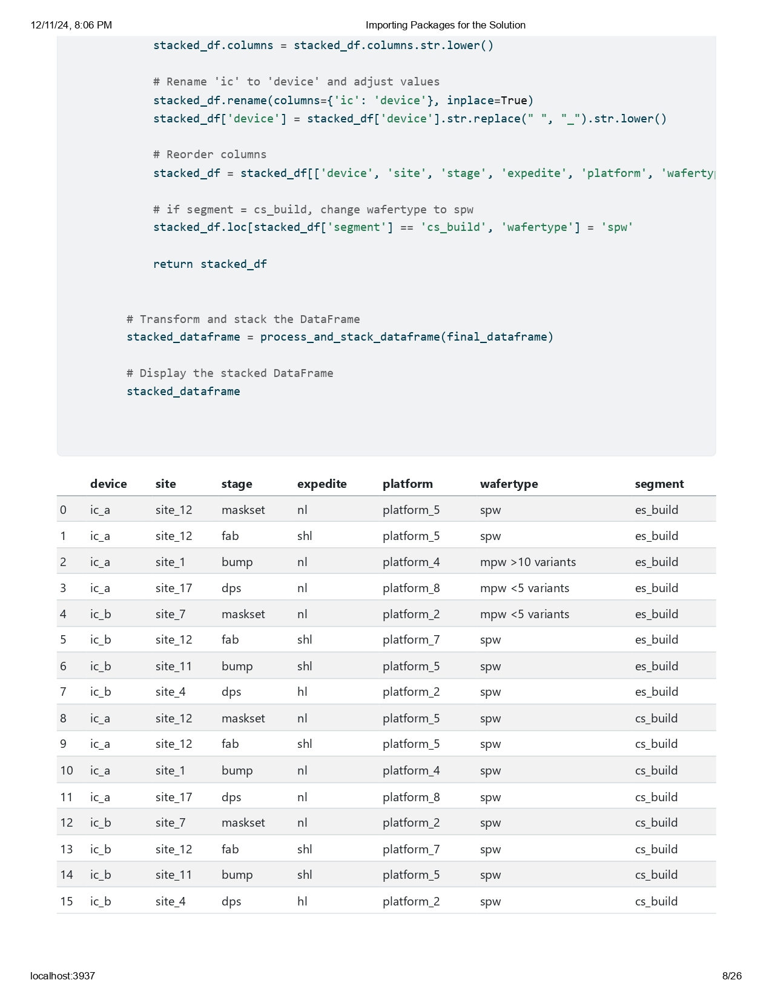 12/11/24, 8:06 PM Importing Packages for the Solution
stacked_df.columns = stacked_df.columns.str.lower()
# Rename 'ic' to 'device' and adjust values
stacked_df.rename(columns={'ic': 'device'}, inplace=True)
stacked_df['device'] = stacked_df['device'].str.replace(" ", "_").str.lower()
# Reorder columns
stacked_df = stacked_df[['device', 'site', 'stage', 'expedite', 'platform', 'waferty
# if segment = cs_build, change wafertype to spw
stacked_df.loc[stacked_df['segment'] == 'cs_build', 'wafertype'] = 'spw'
return stacked_df
# Transform and stack the DataFrame
stacked_dataframe = process_and_stack_dataframe(final_dataframe)
# Display the stacked DataFrame
stacked_dataframe
device site stage expedite platform wafertype segment
0 ic_a site_12 maskset nl platform_5 spw es_build
1 ic_a site_12 fab shl platform_5 spw es_build
2 ic_a site_1 bump nl platform_4 mpw >10 variants es_build
3 ic_a site_17 dps nl platform_8 mpw <5 variants es_build
4 ic_b site_7 maskset nl platform_2 mpw <5 variants es_build
5 ic_b site_12 fab shl platform_7 spw es_build
6 ic_b site_11 bump shl platform_5 spw es_build
7 ic_b site_4 dps hl platform_2 spw es_build
8 ic_a site_12 maskset nl platform_5 spw cs_build
9 ic_a site_12 fab shl platform_5 spw cs_build
10 ic_a site_1 bump nl platform_4 spw cs_build
11 ic_a site_17 dps nl platform_8 spw cs_build
12 ic_b site_7 maskset nl platform_2 spw cs_build
13 ic_b site_12 fab shl platform_7 spw cs_build
14 ic_b site_11 bump shl platform_5 spw cs_build
15 ic_b site_4 dps hl platform_2 spw cs_build
localhost:3937 8/26